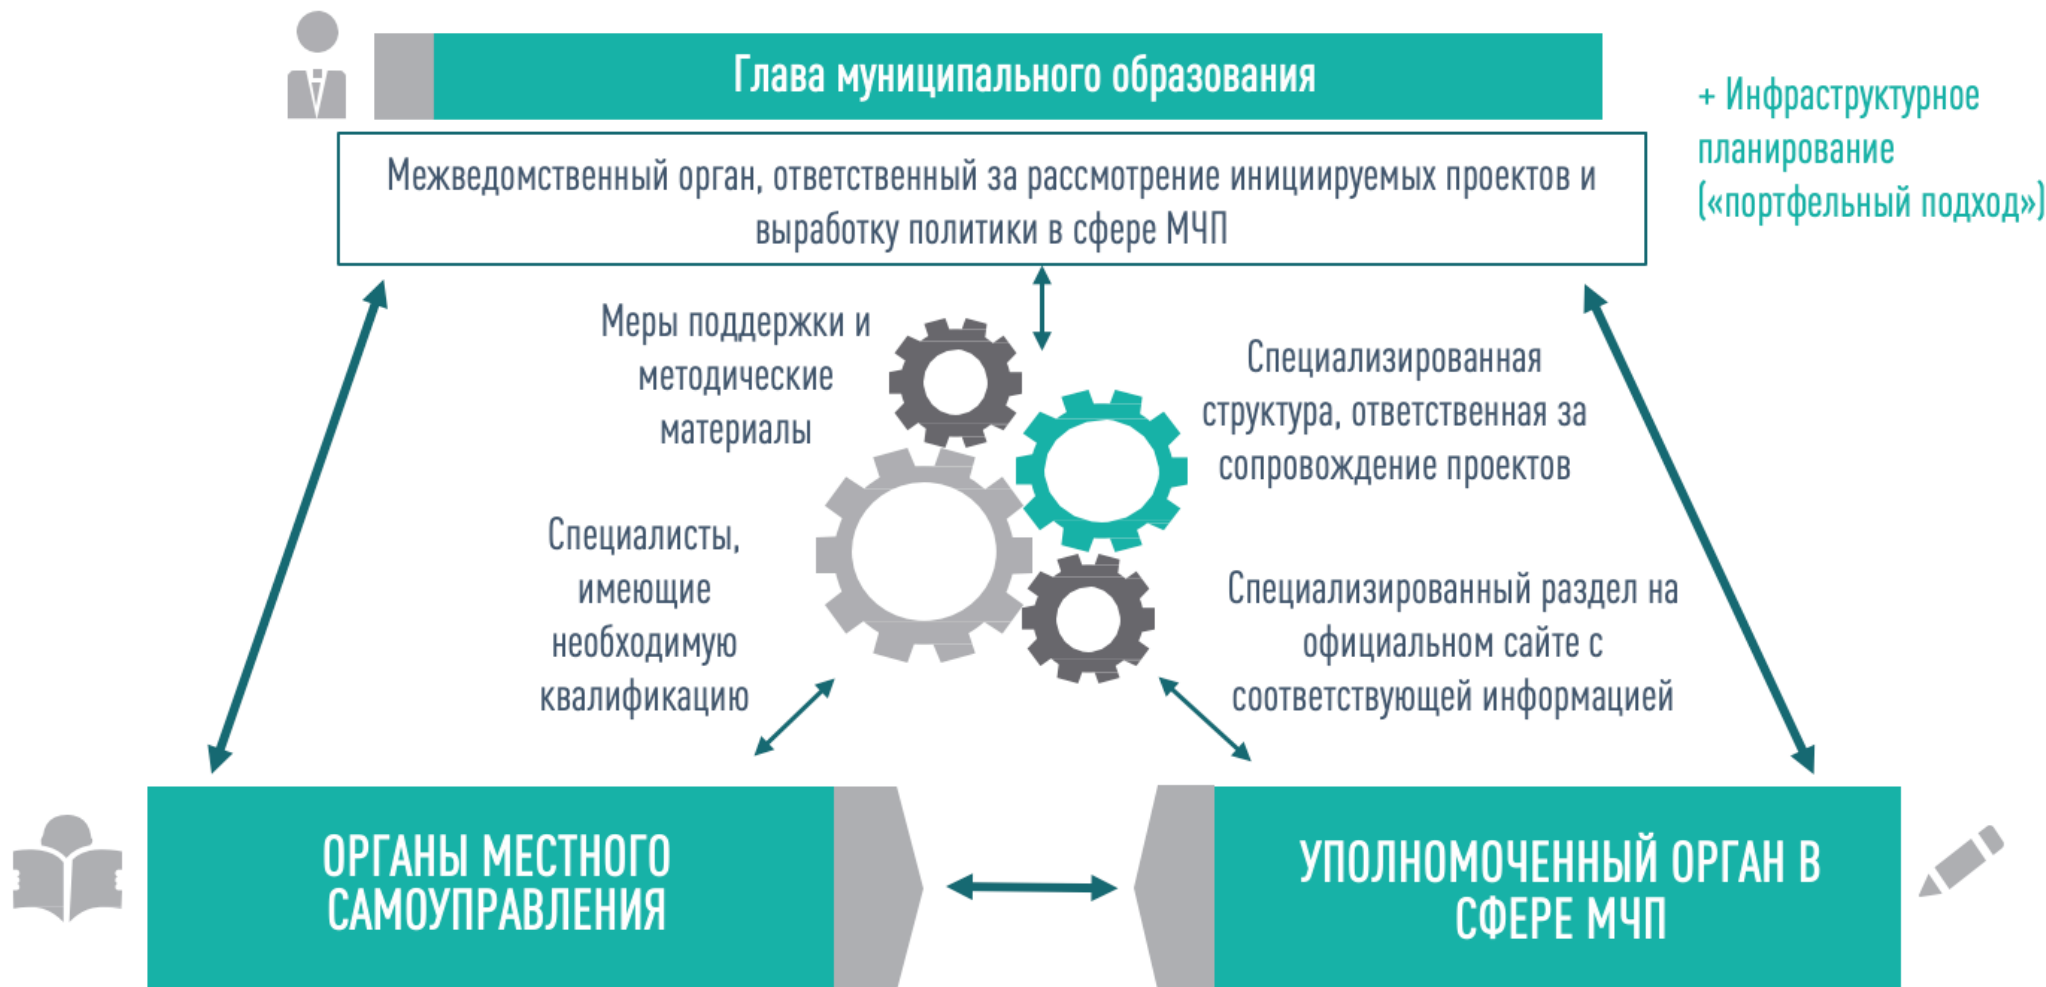 Глава муниципального образования
+ Инфраструктурное
планирование
(«портфельный подход»)
Межведомственный орган, ответственный за рассмотрение инициируемых проектов и
выработку политики в сфере МЧП
Меры поддержки и
методические
материалы
Специализированная
структура, ответственная за
сопровождение проектов
Специалисты,
имеющие
необходимую
квалификацию
Специализированный раздел на
официальном сайте с
соответствующей информацией
ОРГАНЫ МЕСТНОГО
САМОУПРАВЛЕНИЯ
УПОЛНОМОЧЕННЫЙ ОРГАН В
СФЕРЕ МЧП